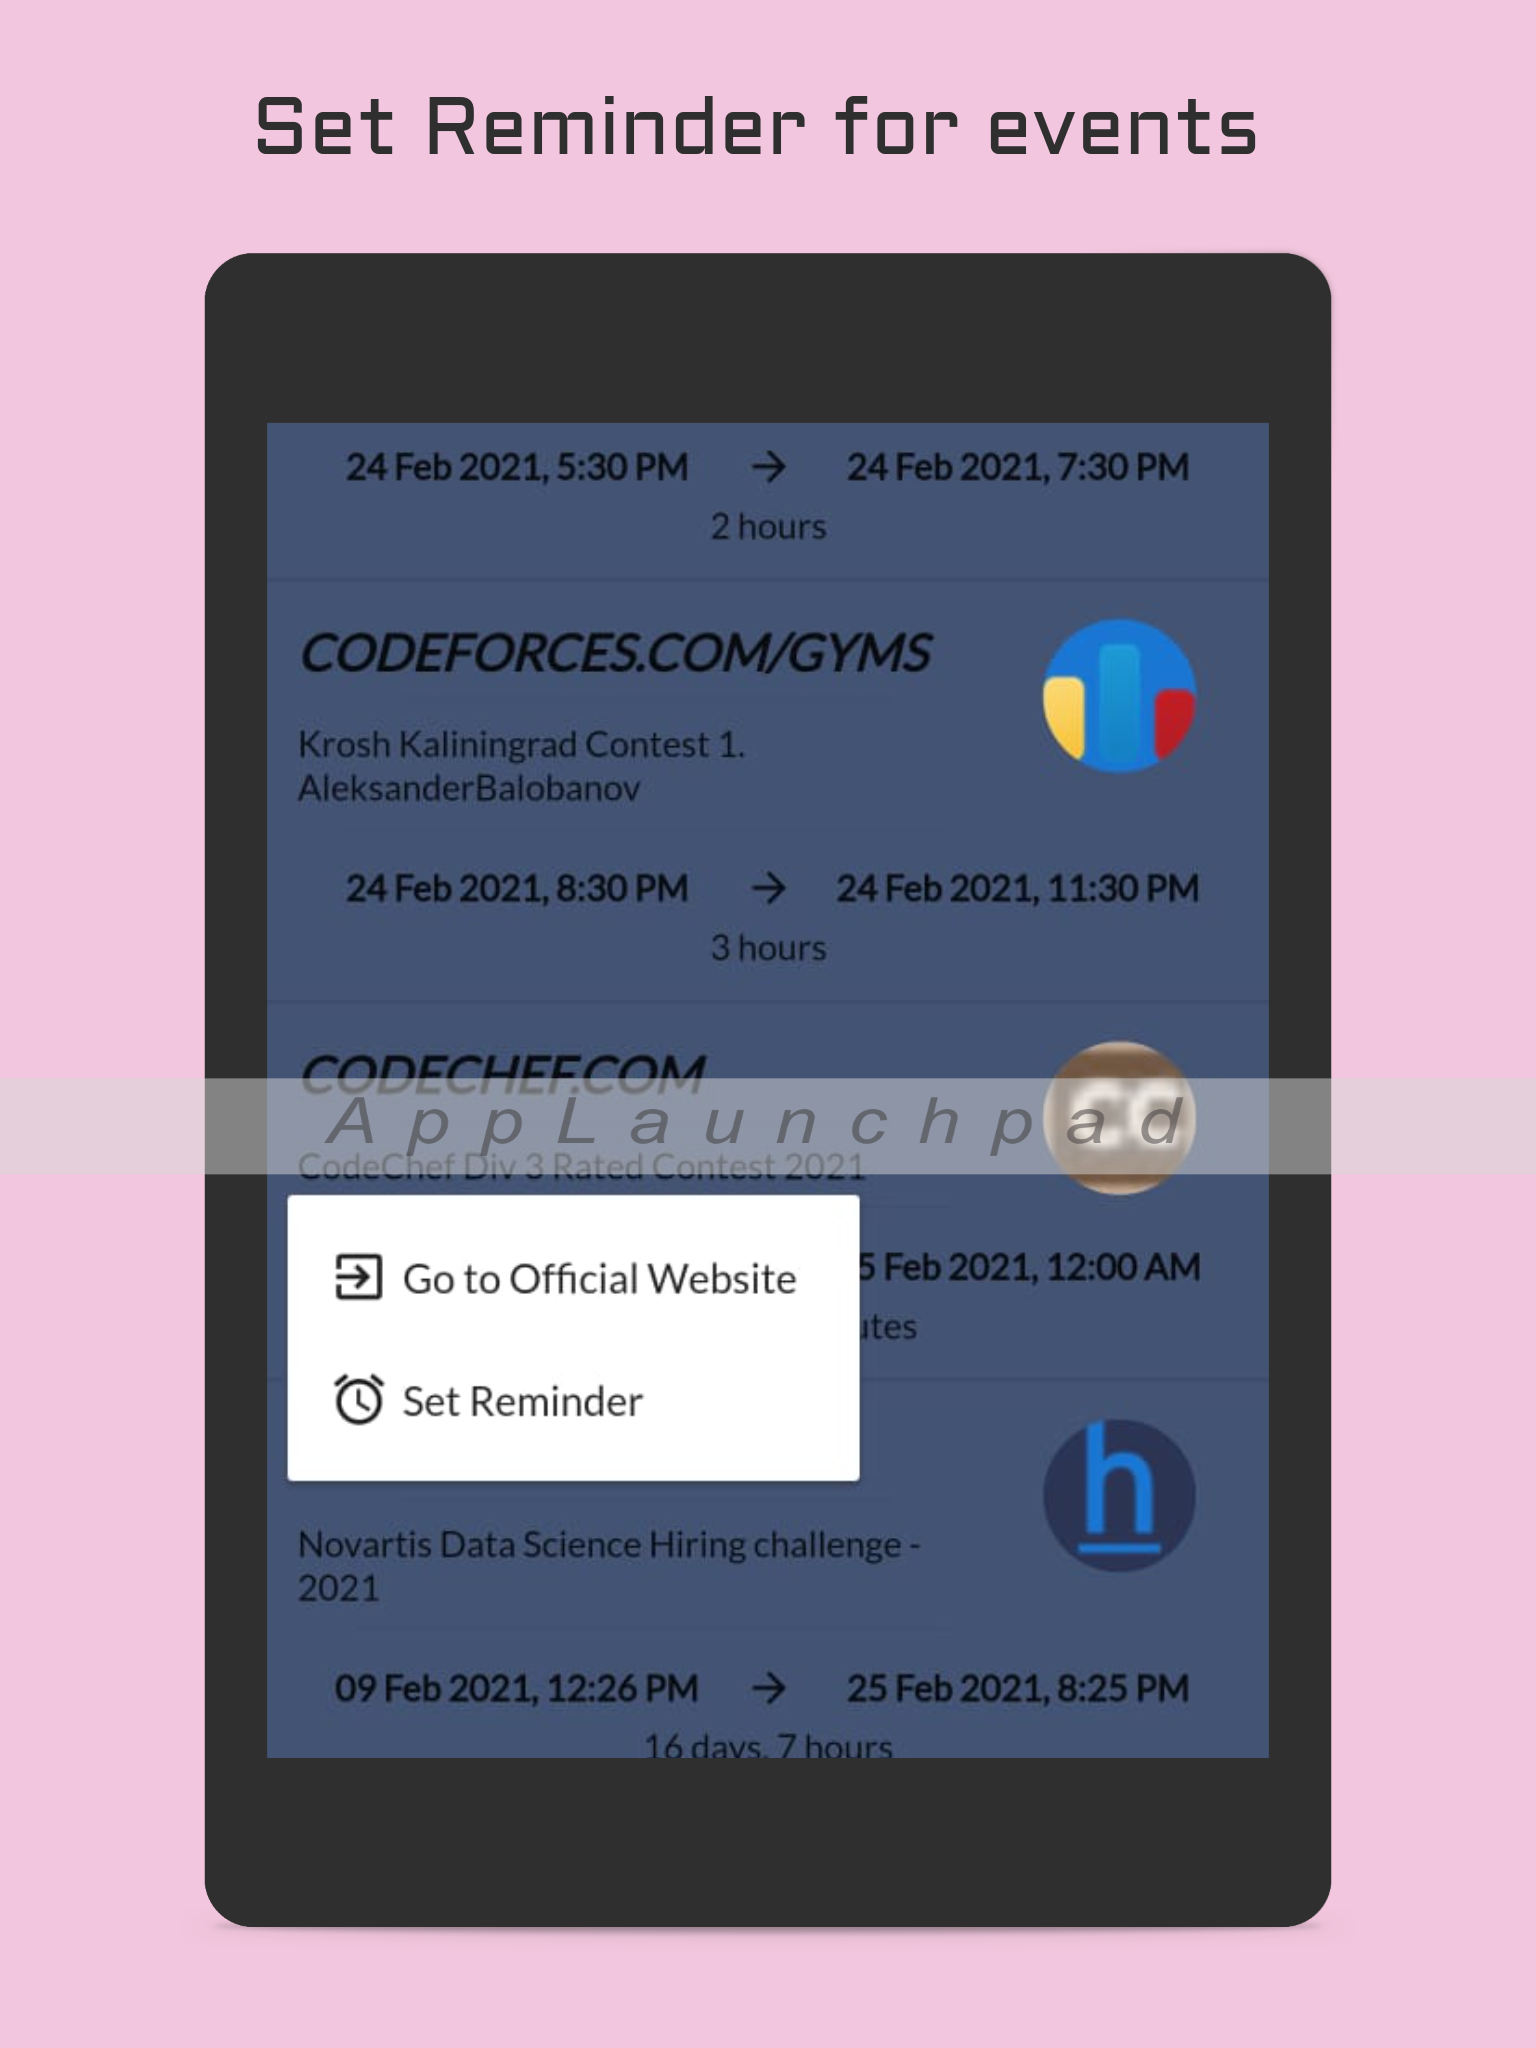 Set Reminder for events
24 Feb 2021, 5:30 PM → 24 Feb 2021, 7:30 PM
2 hours
CODEFORCES.COM/GYMS
Krosh Kaliningrad Contest 1.
AleksanderBalobanov
24 Feb 2021, 8:30 PM → 24 Feb 2021, 11:30 PM
3 hours
CODECHEF.COM
cc
AppLaunchpad
CodeChef Div 3 Rated Contest 2021
Go to Official Website
5 Feb 2021, 12:00 AM
Set Reminder
h
Novartis Data Science Hiring challenge -
2021
09 Feb 2021, 12:26 PM → 25 Feb 2021, 8:25 PM
16 days, 7 hours